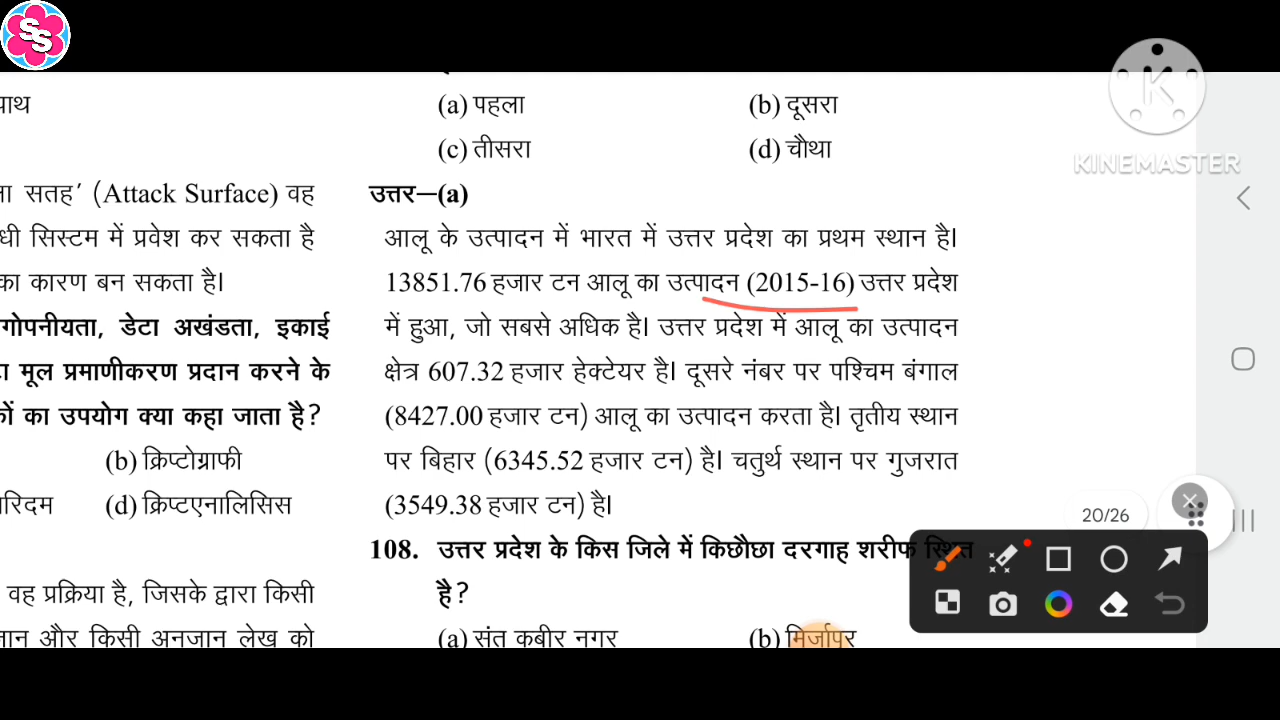 SS
KINEMASTER
पाथ
सतह’ (Attack Surface) वह
धी सिस्टम में प्रवेश कर सकता है
का कारण बन सकता है।
गोपनीयता, डेटा अखंडता, इकाई
मूल प्रमाणीकरण प्रदान करने के
का उपयोग क्या कहा जाता है?
(b) क्रिप्टोग्राफी
रिदम (d) क्रिप्टएनालिसिस
वह प्रक्रिया है, जिसके द्वारा किसी
और किसी अनजान लेख को
(a) पहला (b) दूसरा
(c) तीसरा (d) चौथा
उत्तर—(a)
आलू के उत्पादन में भारत में उत्तर प्रदेश का प्रथम स्थान है।
13851.76 हजार टन आलू का उत्पादन (2015-16) उत्तर प्रदेश
में हुआ, जो सबसे अधिक है। उत्तर प्रदेश में आलू का उत्पादन
क्षेत्र 607.32 हजार हेक्टेयर है। दूसरे नंबर पर पश्चिम बंगाल
(8427.00 हजार टन) आलू का उत्पादन करता है। तृतीय स्थान
पर बिहार (6345.52 हजार टन) है। चतुर्थ स्थान पर गुजरात
(3549.38 हजार टन) है।
108. उत्तर प्रदेश के किस जिले में किछौछा दरगाह शरीफ स्थित
है?
(a) संत कबीर नगर (b) मिर्जापुर
20/26